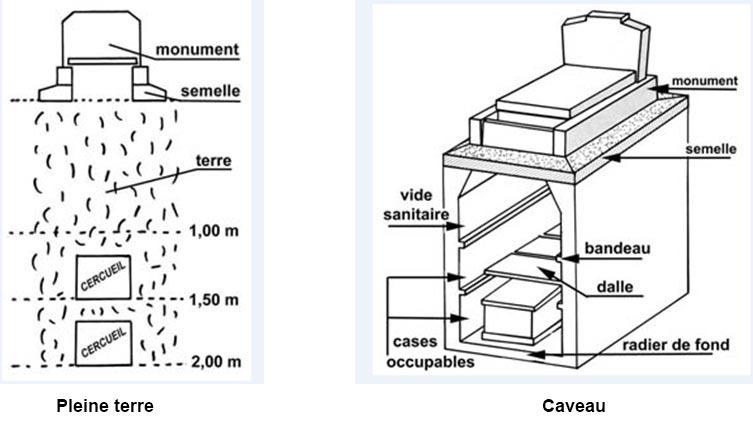 monument
semelle
terre
1,00 m
CERCUEIL
1,50 m
CERCUEIL
2,00 m
Pleine terre
monument
semelle
vide
sanitaire
bandeau
dalle
cases
occupables
radier de fond
Caveau